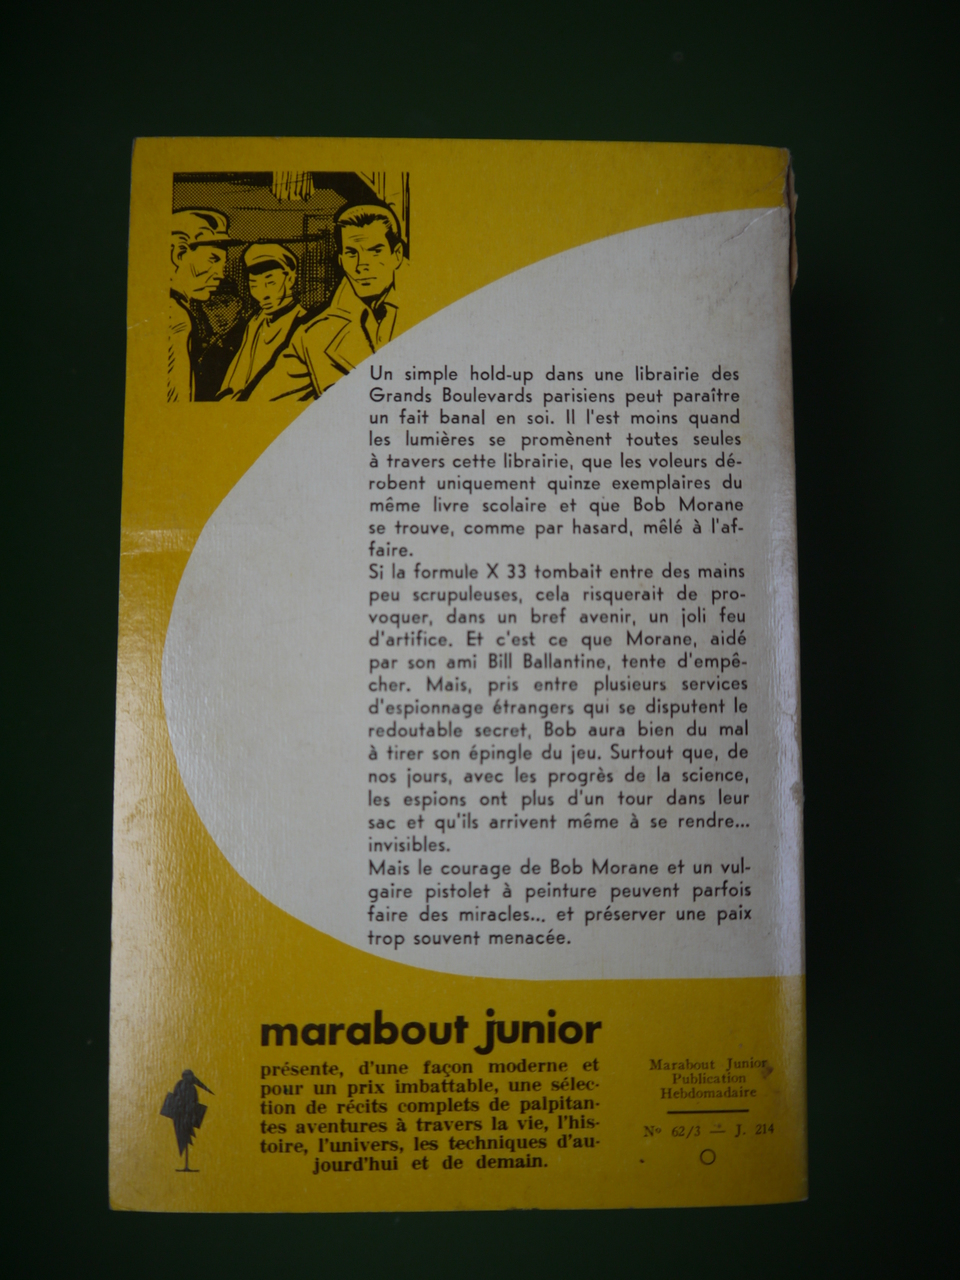 Un simple hold-up dans une librairie des
Grands Boulevards parisiens peut paraître
un fait banal en soi. Il l'est moins quand
les lumières se promènent toutes seules
à travers cette librairie, que les voleurs dé-
robent uniquement quinze exemplaires du
même livre scolaire et que Bob Morane
se trouve, comme par hasard, mêlé à l'af-
faire.
Si la formule X 33 tombait entre des mains
peu scrupuleuses, cela risquerait de pro-
voquer, dans un bref avenir, un joli feu
d'artifice. Et c'est ce que Morane, aidé
par son ami Bill Ballantine, tente d'empê-
cher. Mais, pris entre plusieurs services
d'espionnage étrangers qui se disputent le
redoutable secret, Bob aura bien du mal
à tirer son épingle du jeu. Surtout que, de
nos jours, avec les progrès de la science,
les espions ont plus d'un tour dans leur
sac et qu'ils arrivent même à se rendre...
invisibles.
Mais le courage de Bob Morane et un vul-
gaire pistolet à peinture peuvent parfois
faire des miracles... et préserver une paix
trop souvent menacée.
marabout junior
présente, d'une façon moderne et
pour un prix imbattable, une sélec-
tion de récits complets de palpitan-
tes aventures à travers la vie, l'his-
toire, l'univers, les techniques d'au-
jourd'hui et de demain.
Marabout Junior
Publication
Hebdomadaire
N° 62/3 — J. 214